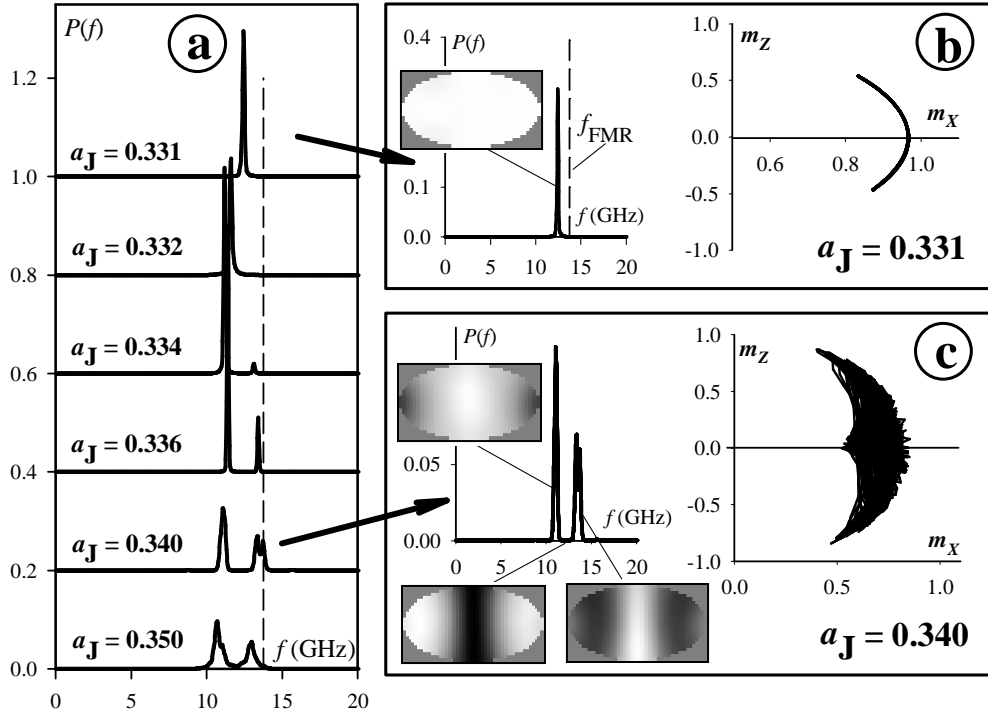 P(f)
a
1.2
a_J = 0.331
1.0
a_J = 0.332
0.8
a_J = 0.334
0.6
a_J = 0.336
0.4
a_J = 0.340
0.2
a_J = 0.350
f (GHz)
0.0
0 5 10 15 20
b
0.4
P(f)
f_FMR
0.1
f (GHz)
0.0
0 5 10 15 20
1.0
m_Z
0.5
m_X
0.0
0.6 0.8 1.0
-0.5
-1.0
a_J = 0.331
c
P(f)
0.05
f (GHz)
0.00
0 5 10 15 20
1.0
m_Z
0.5
0.0
-0.5
-1.0
m_X
0.0 0.5 1.0
a_J = 0.340